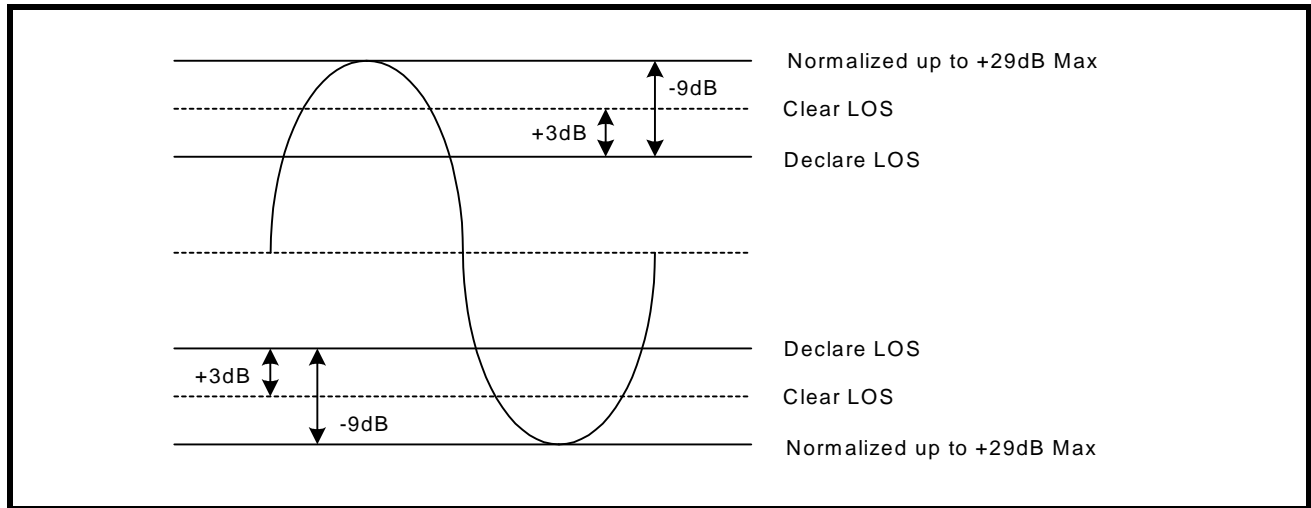 Normalized up to +29dB Max
-9dB
Clear LOS
+3dB
Declare LOS
Declare LOS
+3dB
Clear LOS
-9dB
Normalized up to +29dB Max